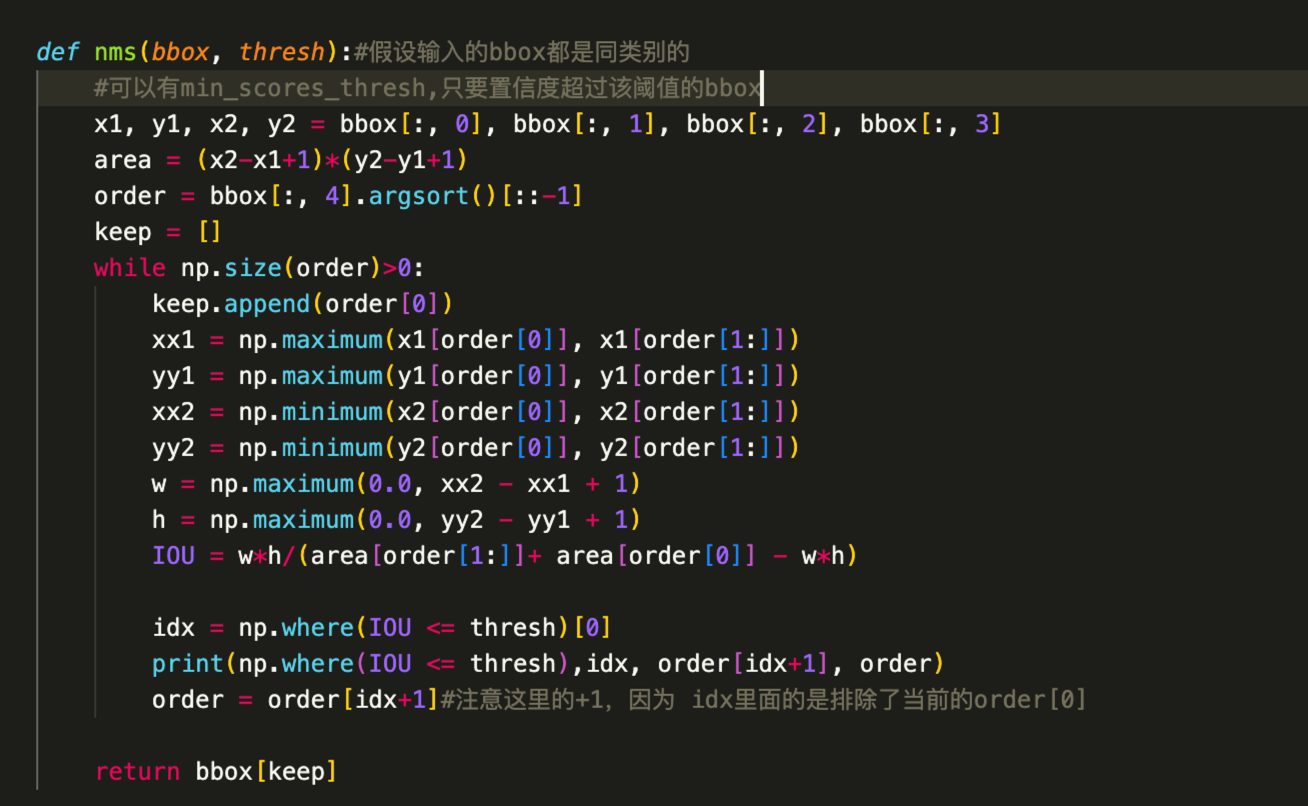 def nms(bbox, thresh):#假设输入的bbox都是同类别的
    #可以有min_scores_thresh,只要置信度超过该阈值的bbox
    x1, y1, x2, y2 = bbox[:, 0], bbox[:, 1], bbox[:, 2], bbox[:, 3]
    area = (x2-x1+1)*(y2-y1+1)
    order = bbox[:, 4].argsort()[::-1]
    keep = []
    while np.size(order)>0:
        keep.append(order[0])
        xx1 = np.maximum(x1[order[0]], x1[order[1:]])
        yy1 = np.maximum(y1[order[0]], y1[order[1:]])
        xx2 = np.minimum(x2[order[0]], x2[order[1:]])
        yy2 = np.minimum(y2[order[0]], y2[order[1:]])
        w = np.maximum(0.0, xx2 - xx1 + 1)
        h = np.maximum(0.0, yy2 - yy1 + 1)
        IOU = w*h/(area[order[1:]]+ area[order[0]] - w*h)
        idx = np.where(IOU <= thresh)[0]
        print(np.where(IOU <= thresh),idx, order[idx+1], order)
        order = order[idx+1]#注意这里的+1，因为 idx里面的是排除了当前的order[0]
    return bbox[keep]